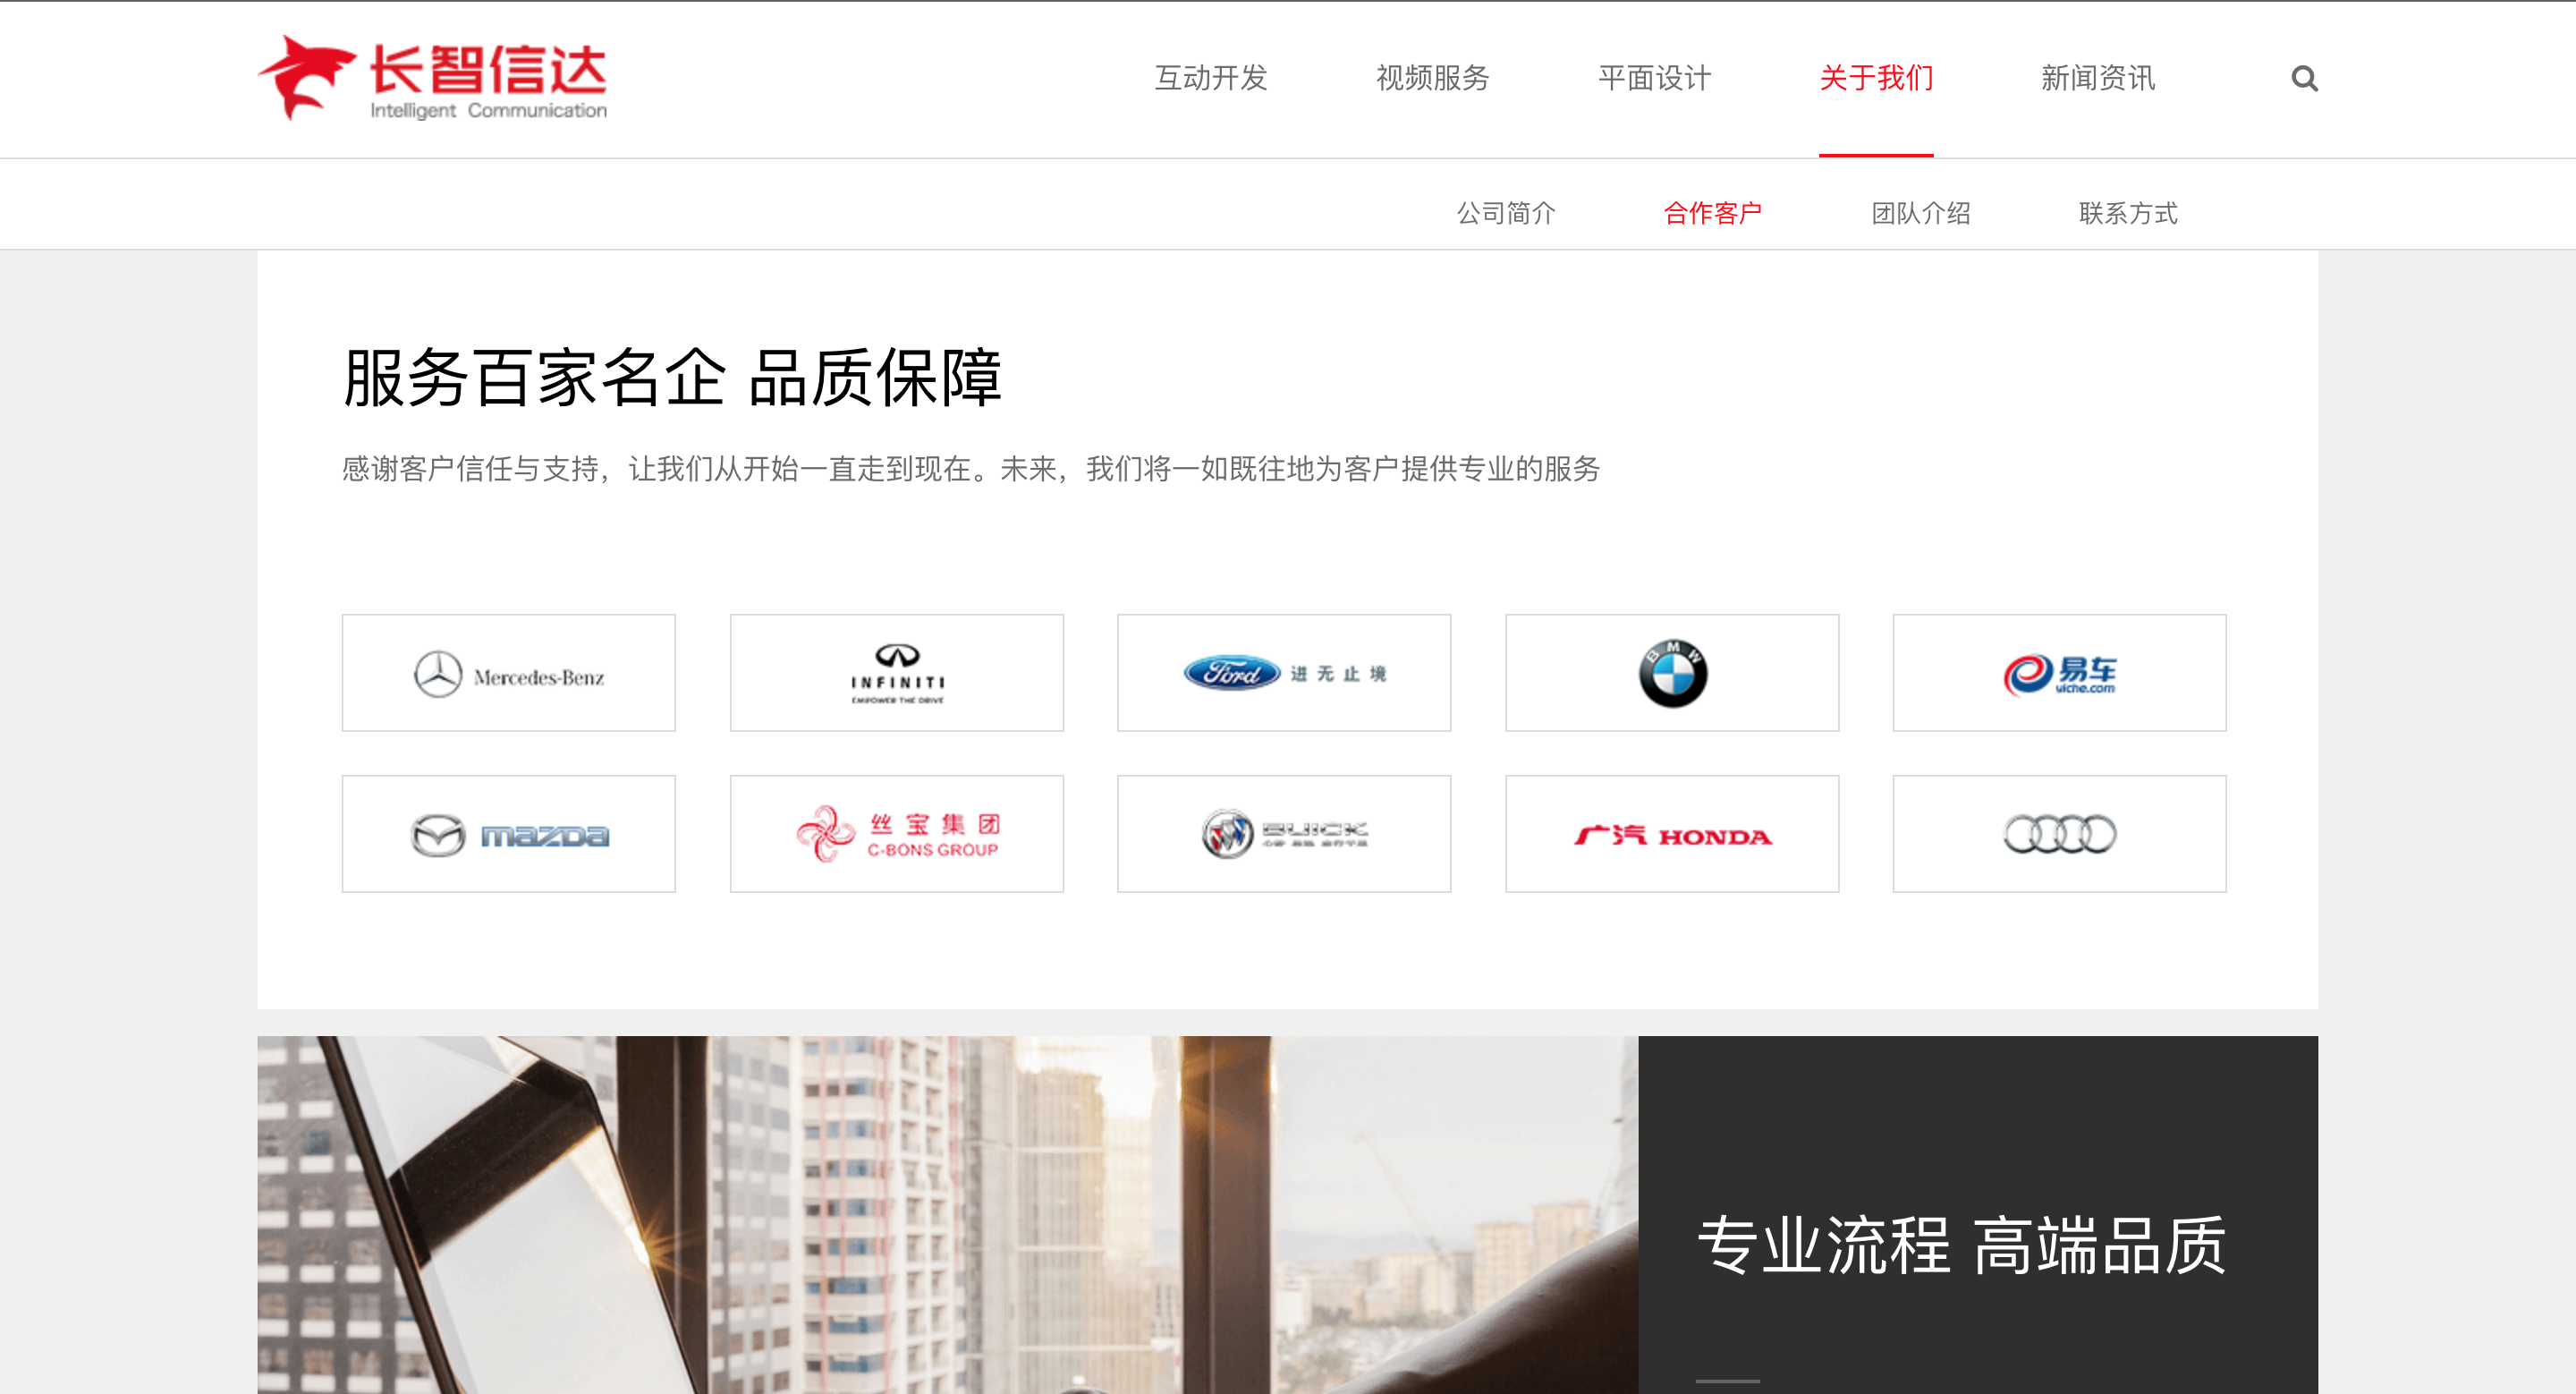 长智信达
Intelligent Communication
互动开发 视频服务 平面设计 关于我们 新闻资讯
公司简介 合作客户 团队介绍 联系方式
服务百家名企 品质保障
感谢客户信任与支持，让我们从开始一直走到现在。未来，我们将一如既往地为客户提供专业的服务
Mercedes-Benz
INFINITI
EMPOWER THE DRIVE
Ford 进无止境
BMW
易车
yiche.com
mazda
丝宝集团
C-BONS GROUP
BUICK
广汽 HONDA
专业流程 高端品质